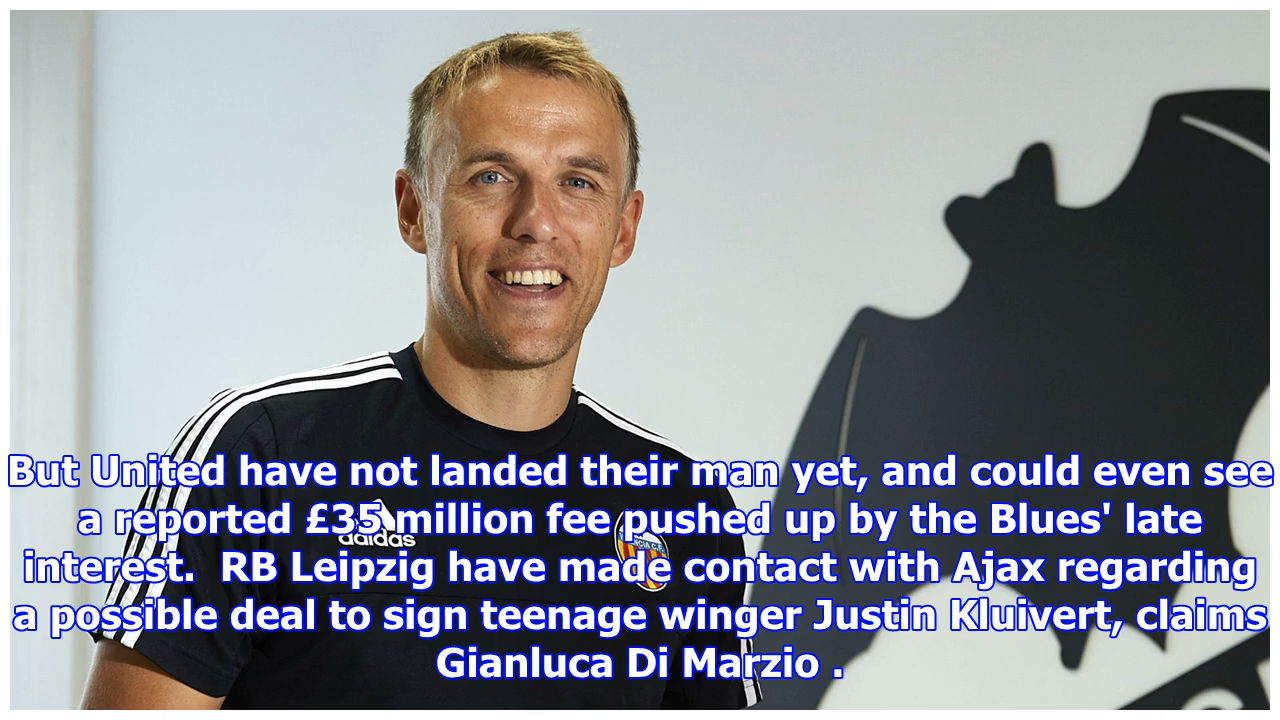 But United have not landed their man yet, and could even see
a reported £35 million fee pushed up by the Blues' late
interest.  RB Leipzig have made contact with Ajax regarding
a possible deal to sign teenage winger Justin Kluivert, claims
Gianluca Di Marzio .
adidas